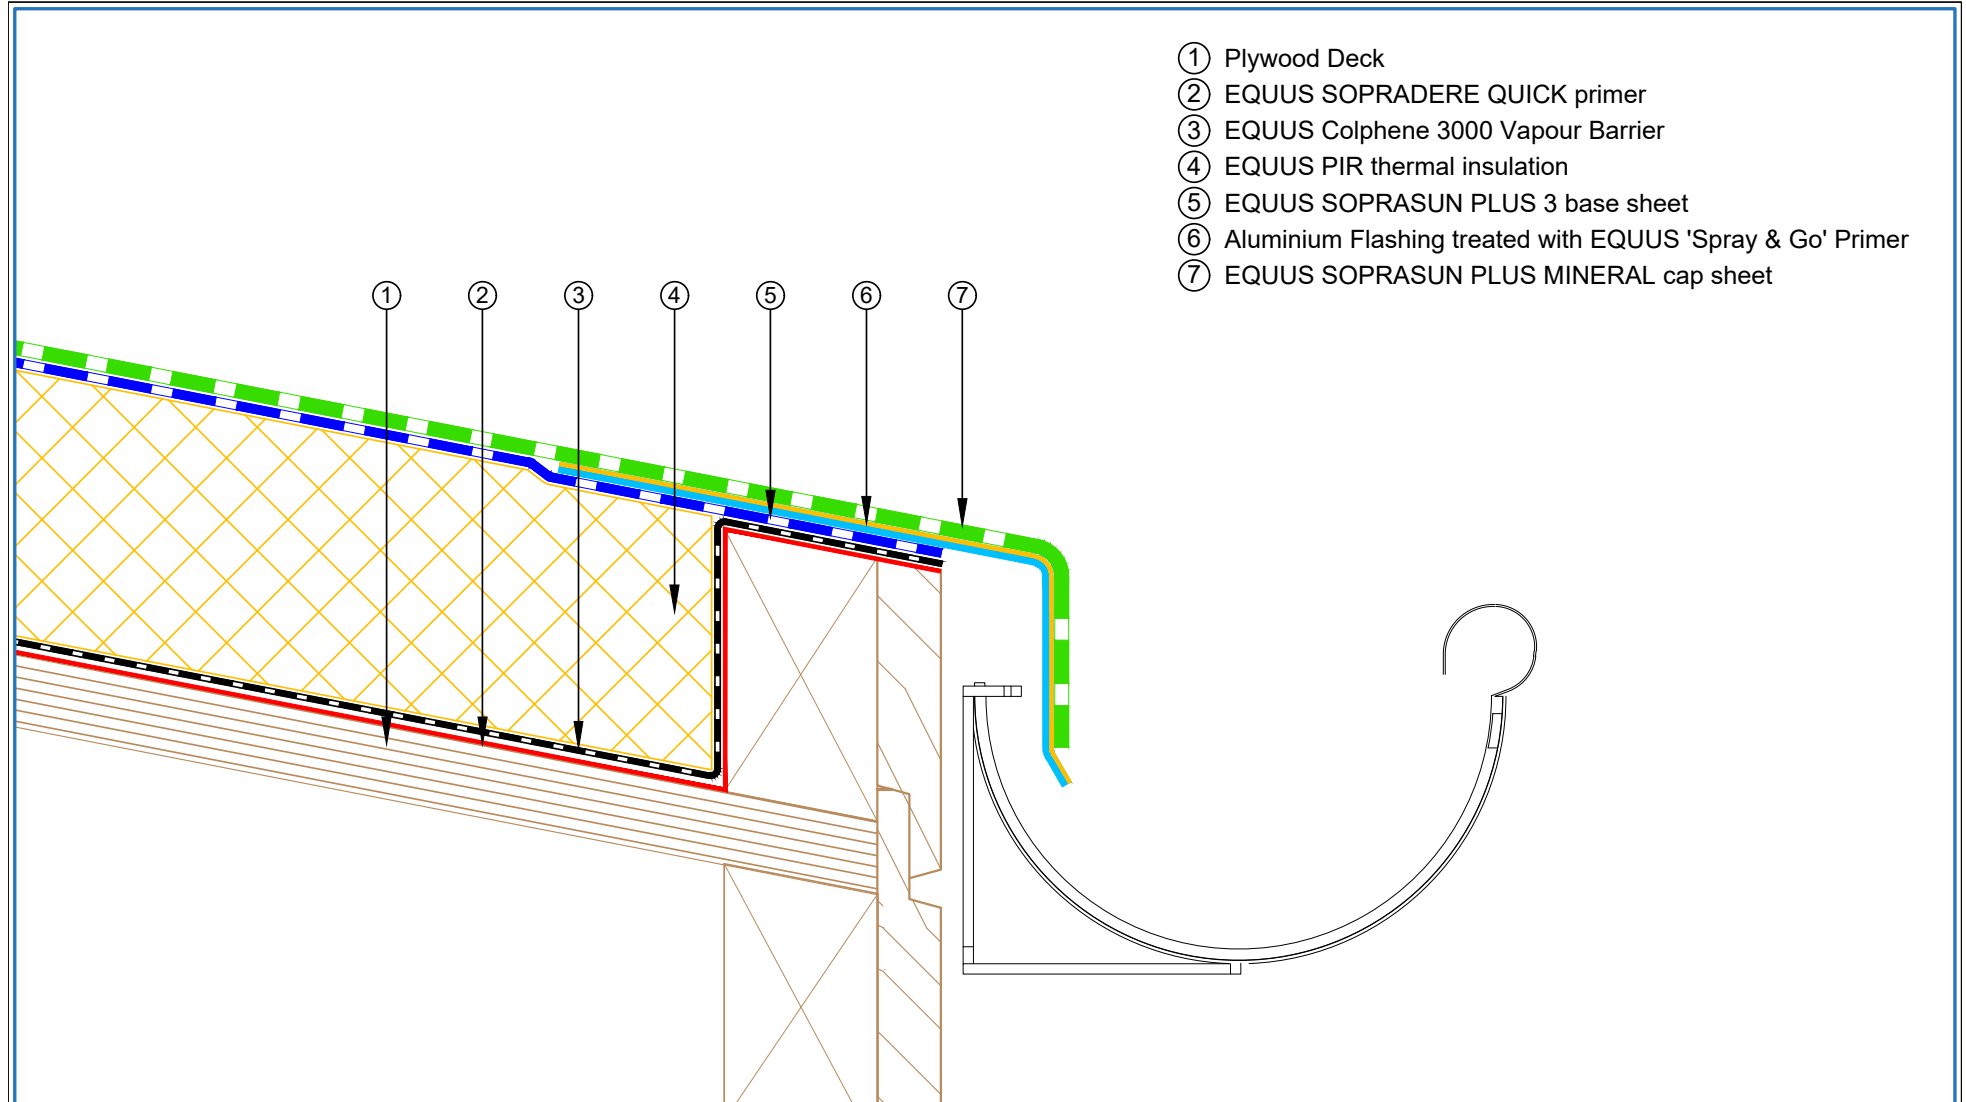 ① Plywood Deck
② EQUUS SOPRADERE QUICK primer
③ EQUUS Colphene 3000 Vapour Barrier
④ EQUUS PIR thermal insulation
⑤ EQUUS SOPRASUN PLUS 3 base sheet
⑥ Aluminium Flashing treated with EQUUS 'Spray & Go' Primer
⑦ EQUUS SOPRASUN PLUS MINERAL cap sheet
① ② ③ ④ ⑤ ⑥ ⑦